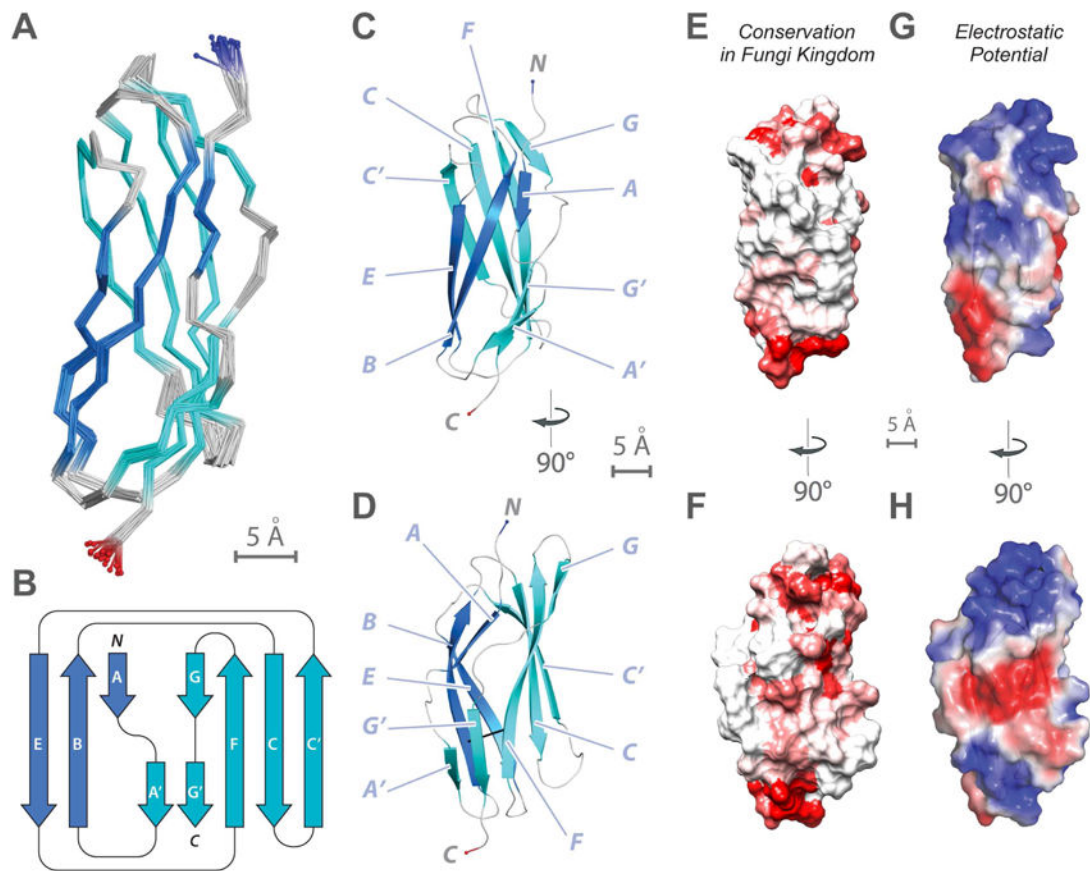 A
C
E
Conservation
in Fungi Kingdom
G
Electrostatic
Potential
F
N
C
G
C'
A
E
G'
B
A'
C
5 Å
90°
5 Å
90°
5 Å
90°
B
D
F
H
N
A
G
B
E
C'
G'
C
A'
F
C
N
A
G
E
B
F
C
C'
A'
G'
C